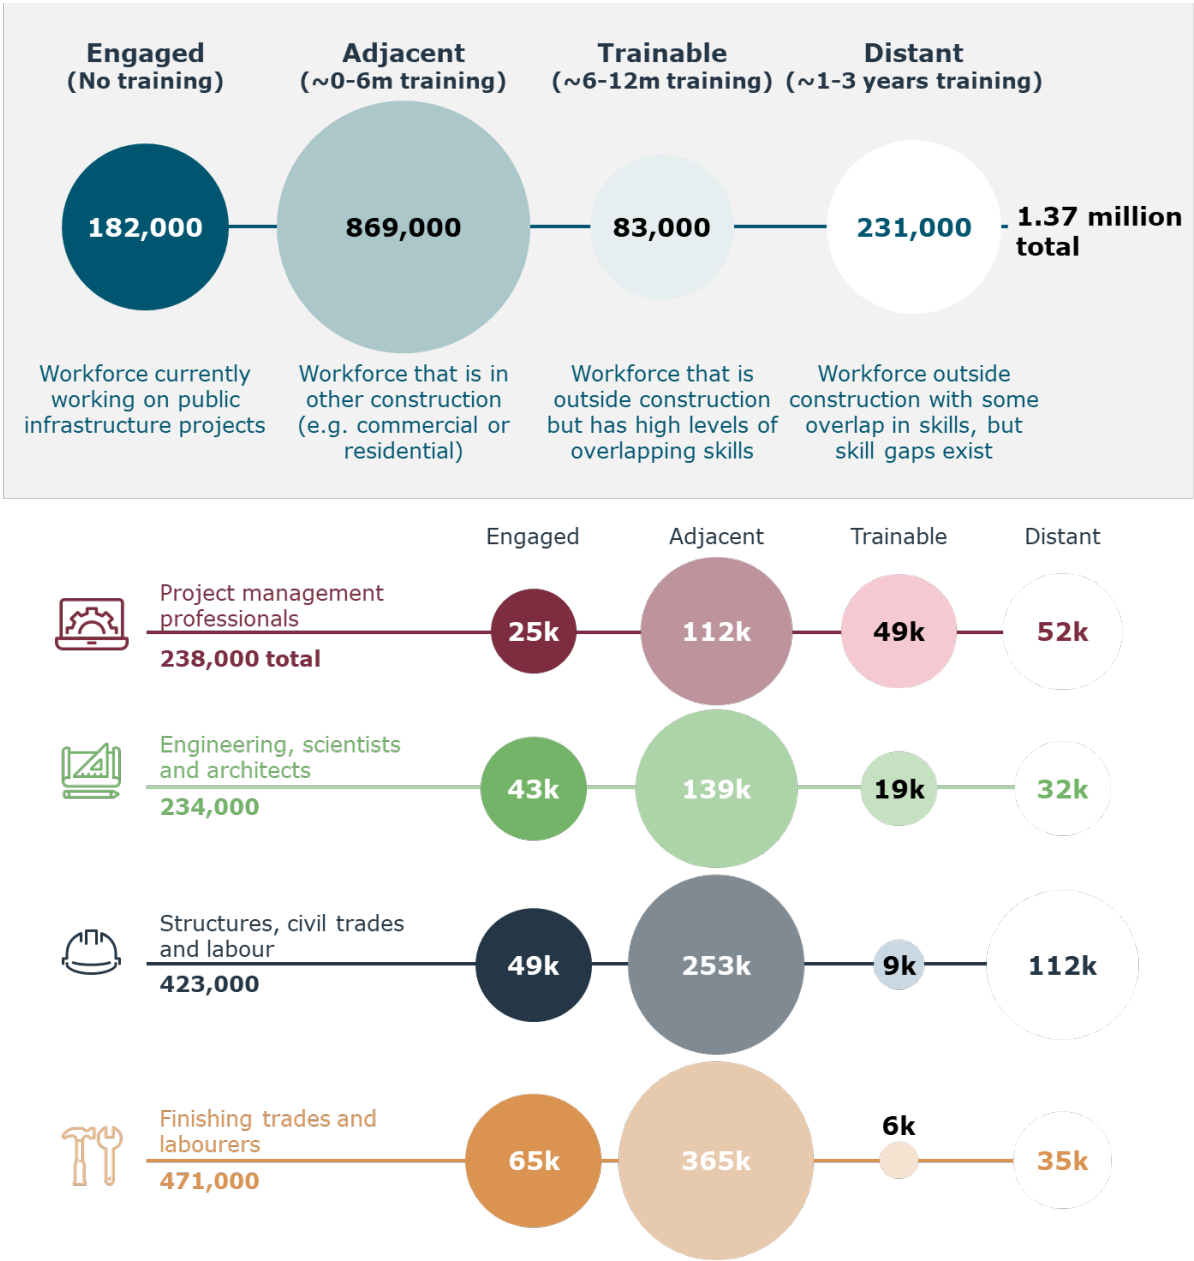 Engaged
(No training)
Adjacent
(~0-6m training)
Trainable
(~6-12m training)
Distant
(~1-3 years training)
182,000
869,000
83,000
231,000
1.37 million
total
Workforce currently
working on public
infrastructure projects
Workforce that is in
other construction
(e.g. commercial or
residential)
Workforce that is
outside construction
but has high levels of
overlapping skills
Workforce outside
construction with some
overlap in skills, but
skill gaps exist
Engaged
Adjacent
Trainable
Distant
Project management
professionals
238,000 total
25k
112k
49k
52k
Engineering, scientists
and architects
234,000
43k
139k
19k
32k
Structures, civil trades
and labour
423,000
49k
253k
9k
112k
Finishing trades and
labourers
471,000
65k
365k
6k
35k